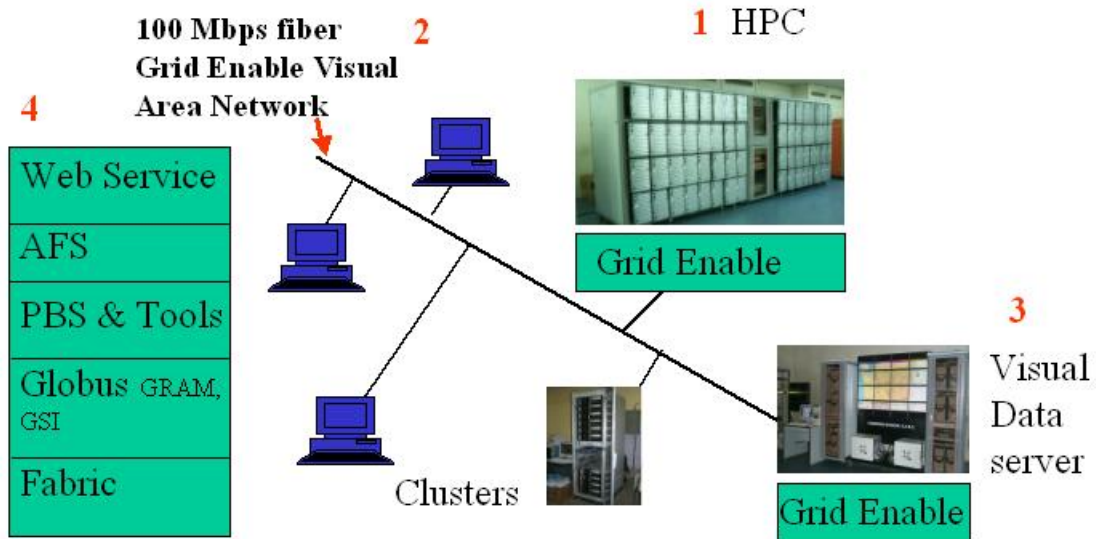 100 Mbps fiber
Grid Enable Visual
Area Network
2
1 HPC
4
Web Service
AFS
PBS & Tools
Globus GRAM,
GSI
Fabric
Grid Enable
3
Visual
Data
server
Clusters
Grid Enable